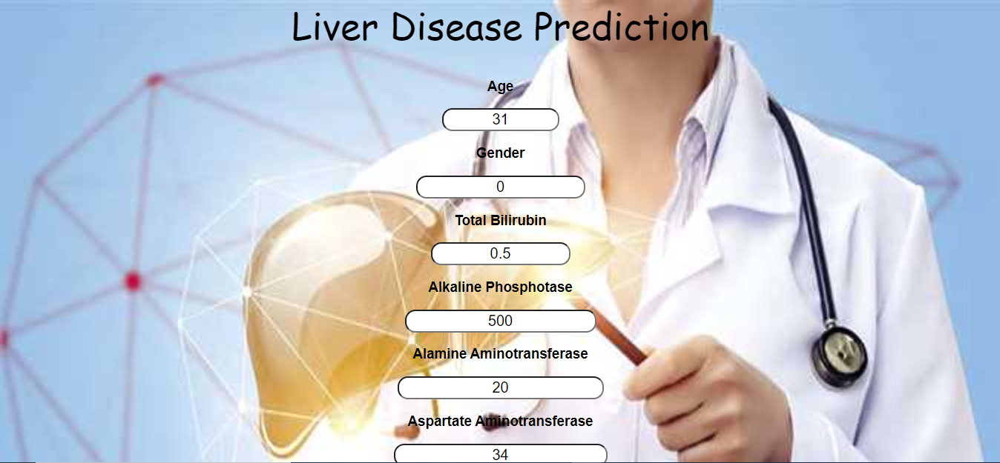 Liver Disease Prediction
Age
31
Gender
0
Total Bilirubin
0.5
Alkaline Phosphotase
500
Alamine Aminotransferase
20
Aspartate Aminotransferase
34